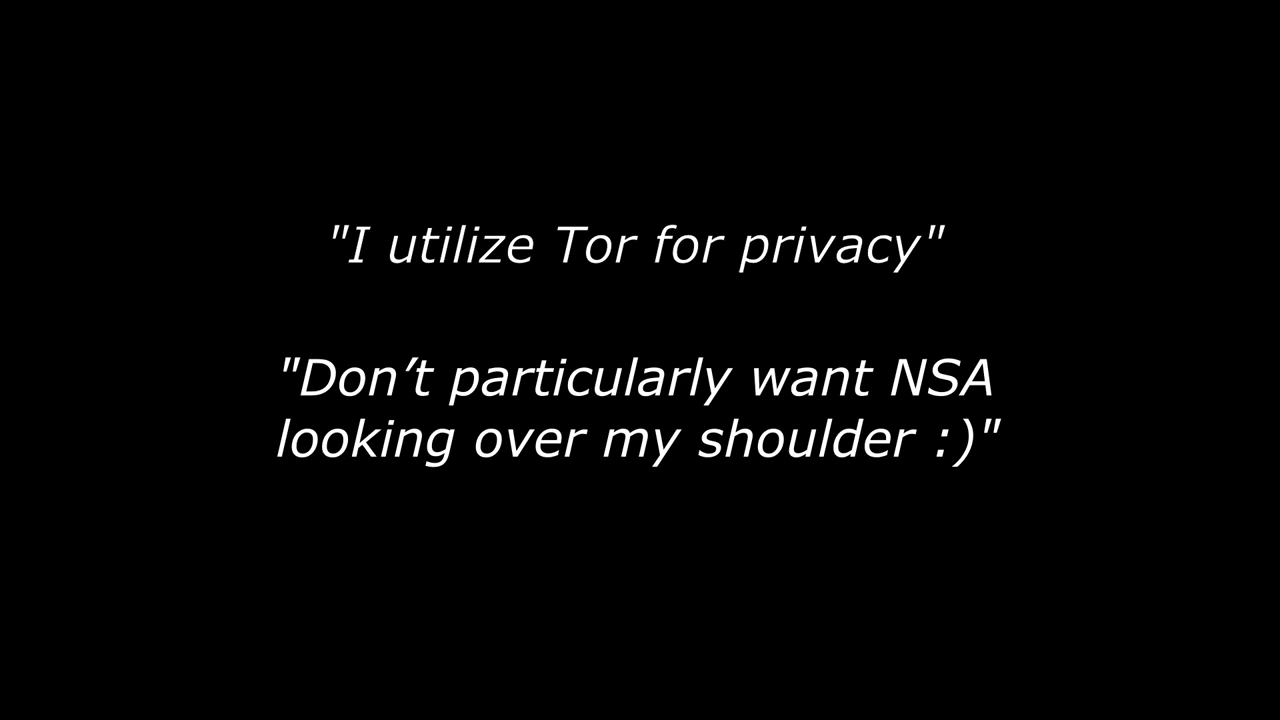 "I utilize Tor for privacy"
"Don’t particularly want NSA
looking over my shoulder :)"